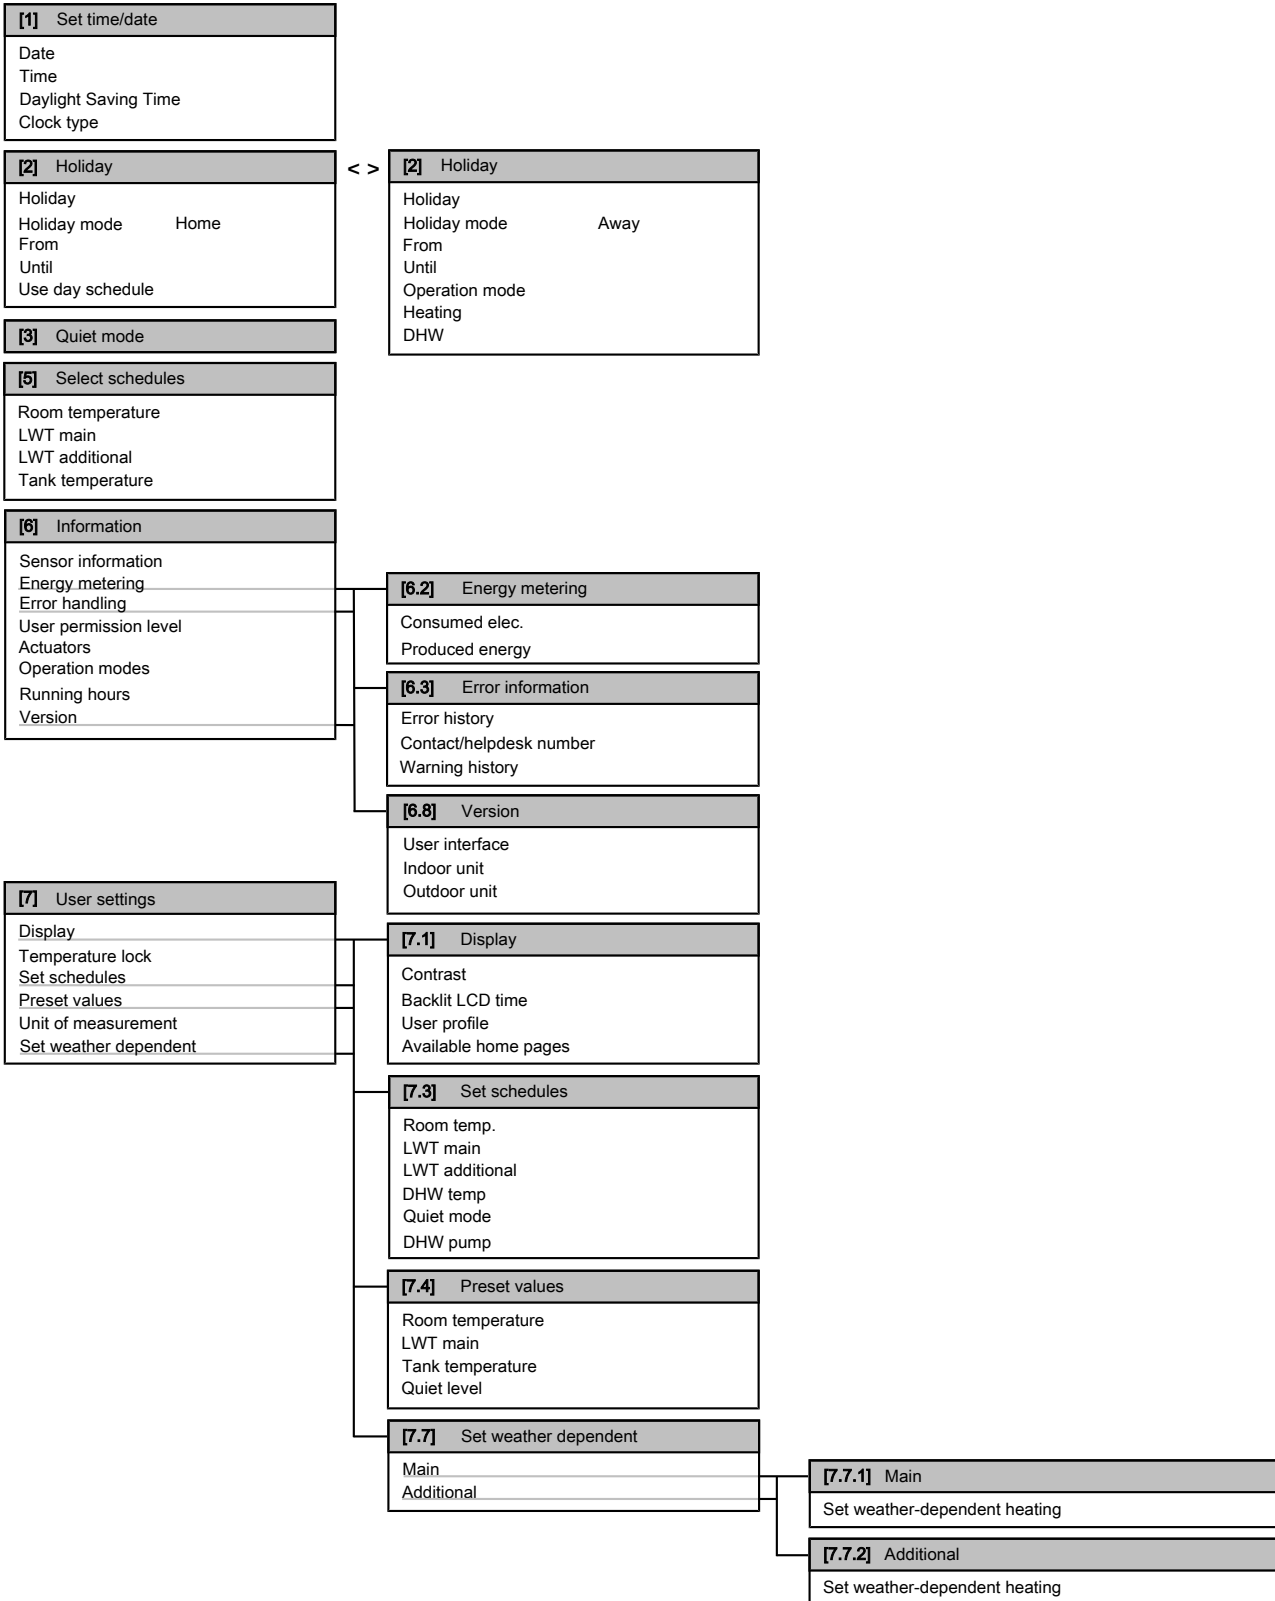 [1] Set time/date
Date
Time
Daylight Saving Time
Clock type
[2] Holiday
Holiday
Holiday mode Home
From
Until
Use day schedule
< >
[2] Holiday
Holiday
Holiday mode Away
From
Until
Operation mode
Heating
DHW
[3] Quiet mode
[5] Select schedules
Room temperature
LWT main
LWT additional
Tank temperature
[6] Information
Sensor information
Energy metering
Error handling
User permission level
Actuators
Operation modes
Running hours
Version
[6.2] Energy metering
Consumed elec.
Produced energy
[6.3] Error information
Error history
Contact/helpdesk number
Warning history
[6.8] Version
User interface
Indoor unit
Outdoor unit
[7] User settings
Display
Temperature lock
Set schedules
Preset values
Unit of measurement
Set weather dependent
[7.1] Display
Contrast
Backlit LCD time
User profile
Available home pages
[7.3] Set schedules
Room temp.
LWT main
LWT additional
DHW temp
Quiet mode
DHW pump
[7.4] Preset values
Room temperature
LWT main
Tank temperature
Quiet level
[7.7] Set weather dependent
Main
Additional
[7.7.1] Main
Set weather-dependent heating
[7.7.2] Additional
Set weather-dependent heating